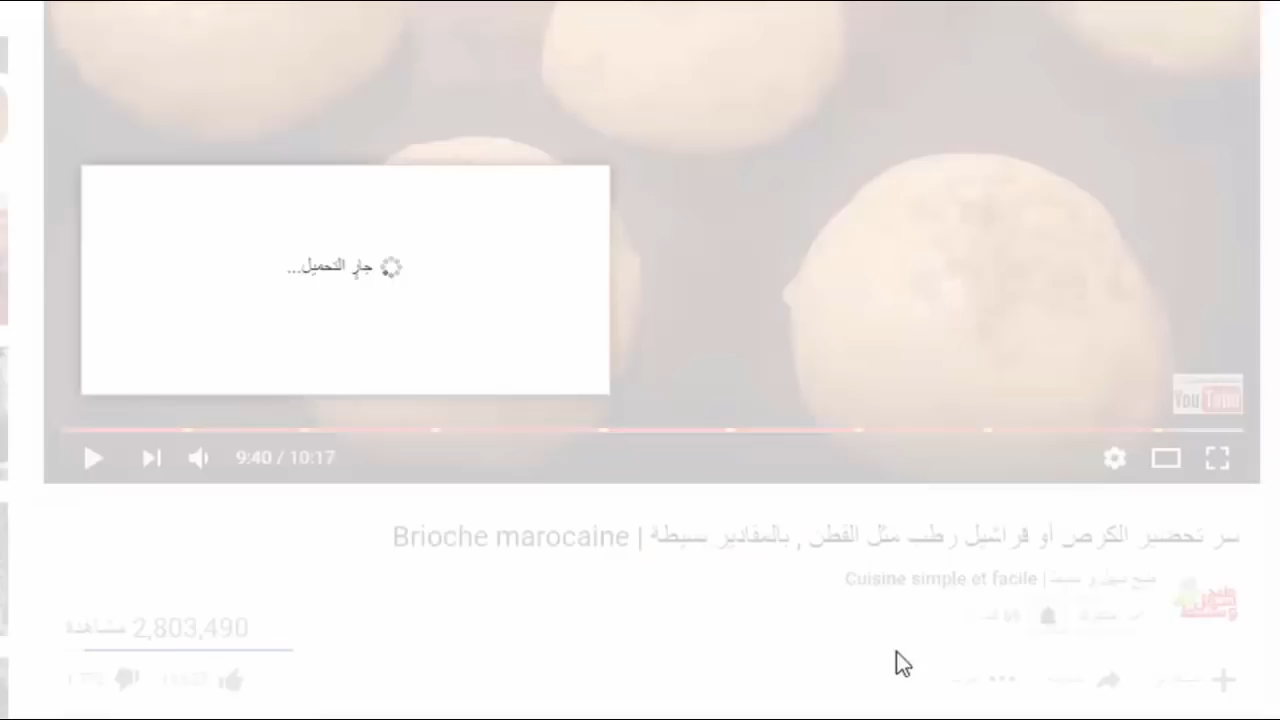 جارٍ التحميل...
You Tube
9:40 / 10:17
سر تحضير الكرص أو فراشيل رطب مثل القطن , بالمقادير بسيطة | Brioche marocaine
Cuisine simple et facile |
2,803,490 مشاهدة